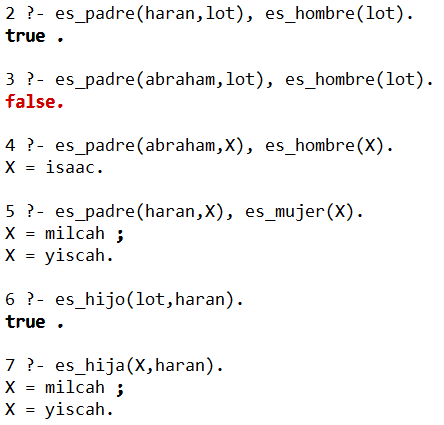 2 ?- es_padre(haran,lot), es_hombre(lot).
true .
3 ?- es_padre(abraham,lot), es_hombre(lot).
false.
4 ?- es_padre(abraham,X), es_hombre(X).
X = isaac.
5 ?- es_padre(haran,X), es_mujer(X).
X = milcah ;
X = yiscah.
6 ?- es_hijo(lot,haran).
true .
7 ?- es_hija(X,haran).
X = milcah ;
X = yiscah.